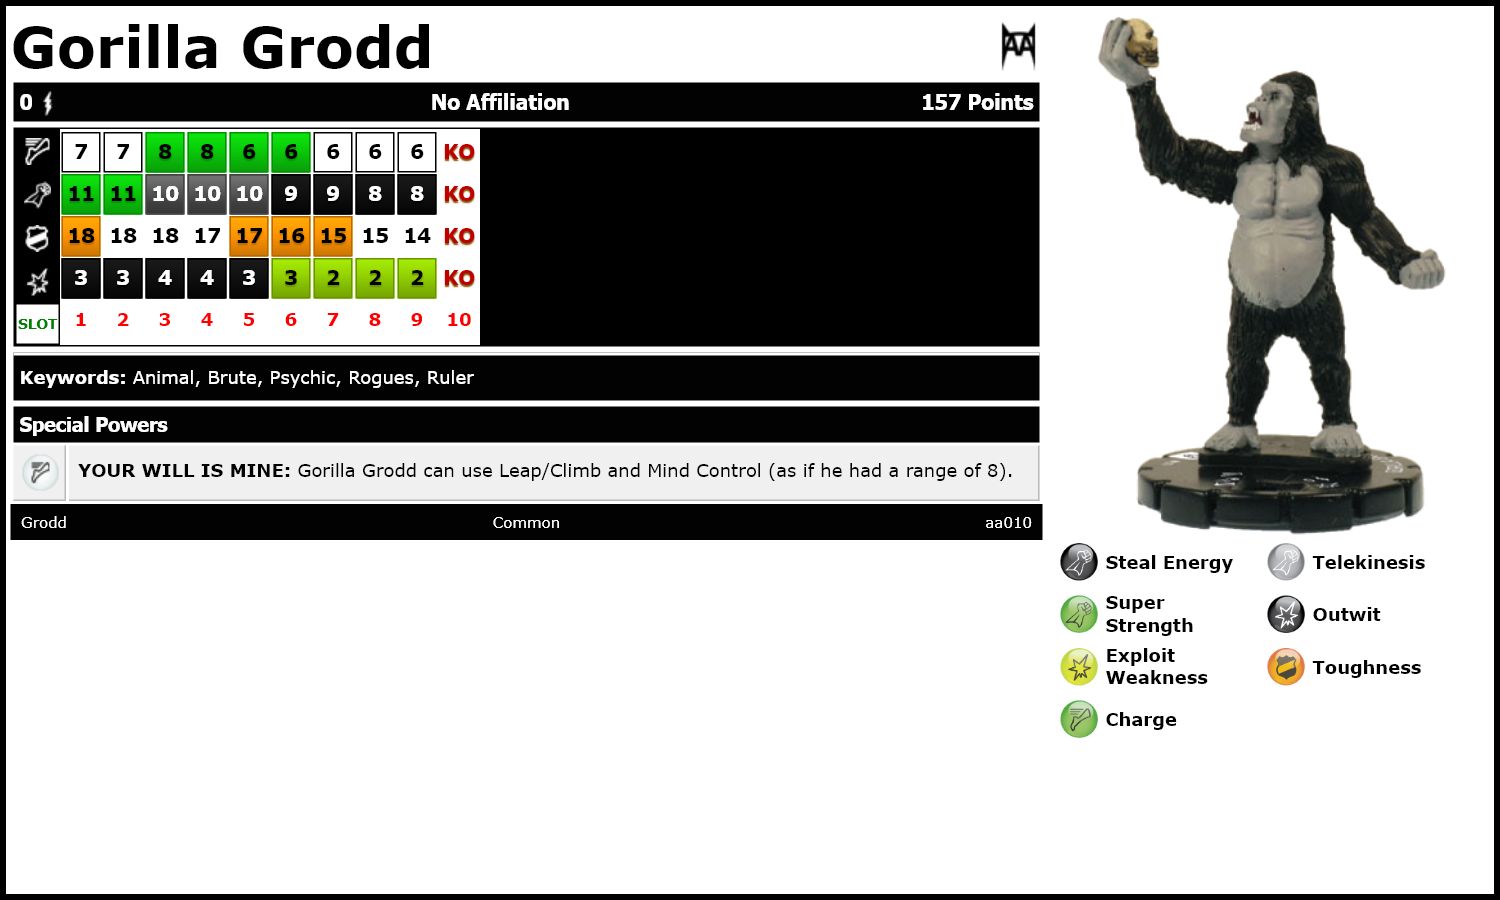 Gorilla Grodd
0 No Affiliation 157 Points
7 7 8 8 6 6 6 6 6 KO
11 11 10 10 10 9 9 8 8 KO
18 18 18 17 17 16 15 15 14 KO
3 3 4 4 3 3 2 2 2 KO
SLOT 1 2 3 4 5 6 7 8 9 10
Keywords: Animal, Brute, Psychic, Rogues, Ruler
Special Powers
YOUR WILL IS MINE: Gorilla Grodd can use Leap/Climb and Mind Control (as if he had a range of 8).
Grodd Common aa010
Steal Energy Telekinesis
Super
Strength
Outwit
Exploit
Weakness
Toughness
Charge